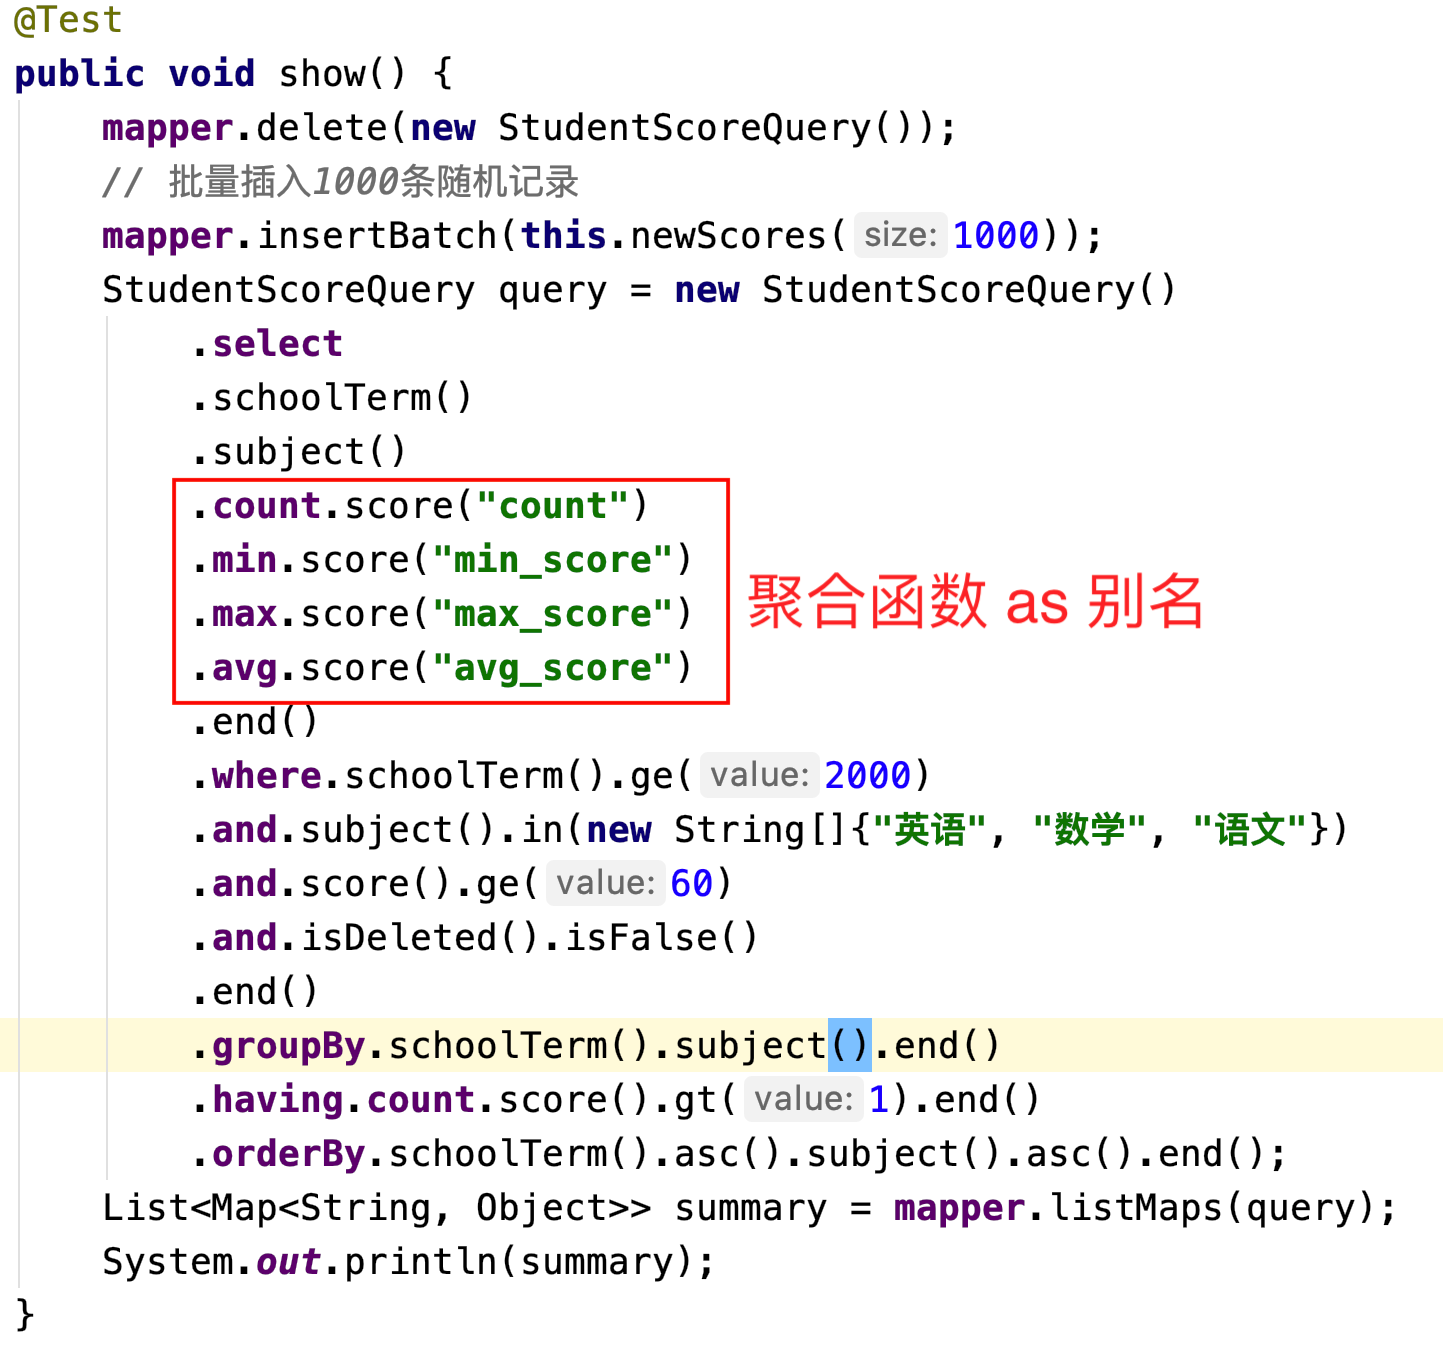 @Test
public void show() {
mapper.delete(new StudentScoreQuery());
// 批量插入1000条随机记录
mapper.insertBatch(this.newScores( size: 1000));
StudentScoreQuery query = new StudentScoreQuery()
.select
.schoolTerm()
.subject()
.count.score("count")
.min.score("min_score")
.max.score("max_score")
.avg.score("avg_score")
聚合函数 as 别名
.end()
.where.schoolTerm().ge( value: 2000)
.and.subject().in(new String[]{"英语", "数学", "语文"})
.and.score().ge( value: 60)
.and.isDeleted().isFalse()
.end()
.groupBy.schoolTerm().subject().end()
.having.count.score().gt( value: 1).end()
.orderBy.schoolTerm().asc().subject().asc().end();
List<Map<String, Object>> summary = mapper.listMaps(query);
System.out.println(summary);
}